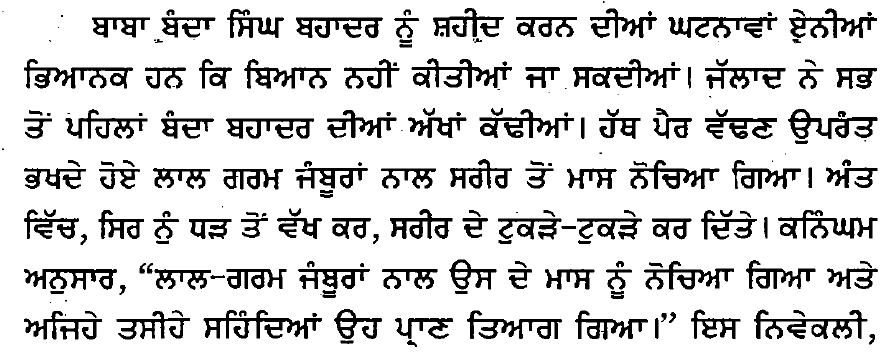 ਬਾਬਾ ਬੰਦਾ ਸਿੰਘ ਬਹਾਦਰ ਨੂੰ ਸ਼ਹੀਦ ਕਰਨ ਦੀਆਂ ਘਟਨਾਵਾਂ ਏਨੀਆਂ
ਭਿਆਨਕ ਹਨ ਕਿ ਬਿਆਨ ਨਹੀਂ ਕੀਤੀਆਂ ਜਾ ਸਕਦੀਆਂ। ਜੱਲਾਦ ਨੇ ਸਭ
ਤੋਂ ਪਹਿਲਾਂ ਬੰਦਾ ਬਹਾਦਰ ਦੀਆਂ ਅੱਖਾਂ ਕੱਢੀਆਂ। ਹੱਥ ਪੈਰ ਵੱਢਣ ਉਪਰੰਤ
ਭਖਦੇ ਹੋਏ ਲਾਲ ਗਰਮ ਜੰਬੂਰਾਂ ਨਾਲ ਸਰੀਰ ਤੋਂ ਮਾਸ ਨੋਚਿਆ ਗਿਆ। ਅੰਤ
ਵਿੱਚ, ਸਿਰ ਨੂੰ ਧੜ ਤੋਂ ਵੱਖ ਕਰ, ਸਰੀਰ ਦੇ ਟੁਕੜੇ-ਟੁਕੜੇ ਕਰ ਦਿੱਤੇ। ਕਨਿੰਘਮ
ਅਨੁਸਾਰ, “ਲਾਲ-ਗਰਮ ਜੰਬੂਰਾਂ ਨਾਲ ਉਸ ਦੇ ਮਾਸ ਨੂੰ ਨੋਚਿਆ ਗਿਆ ਅਤੇ
ਅਜਿਹੇ ਤਸੀਹੇ ਸਹਿੰਦਿਆਂ ਉਹ ਪ੍ਰਾਣ ਤਿਆਗ ਗਿਆ।” ਇਸ ਨਿਵੇਕਲੀ,